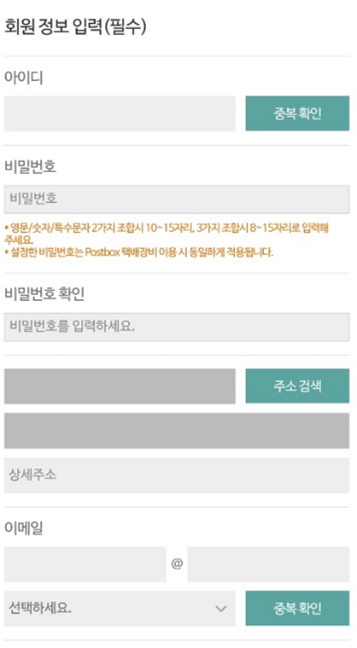 회원 정보 입력(필수)
아이디
중복 확인
비밀번호
비밀번호
* 영문/숫자/특수문자 2가지 조합시 10~15자리, 3가지 조합시 8~15자리로 입력해
주세요.
* 설정한 비밀번호는 Postbox 택배장비 이용 시 동일하게 적용됩니다.
비밀번호 확인
비밀번호를 입력하세요.
주소 검색
상세주소
이메일
@
선택하세요.
중복 확인